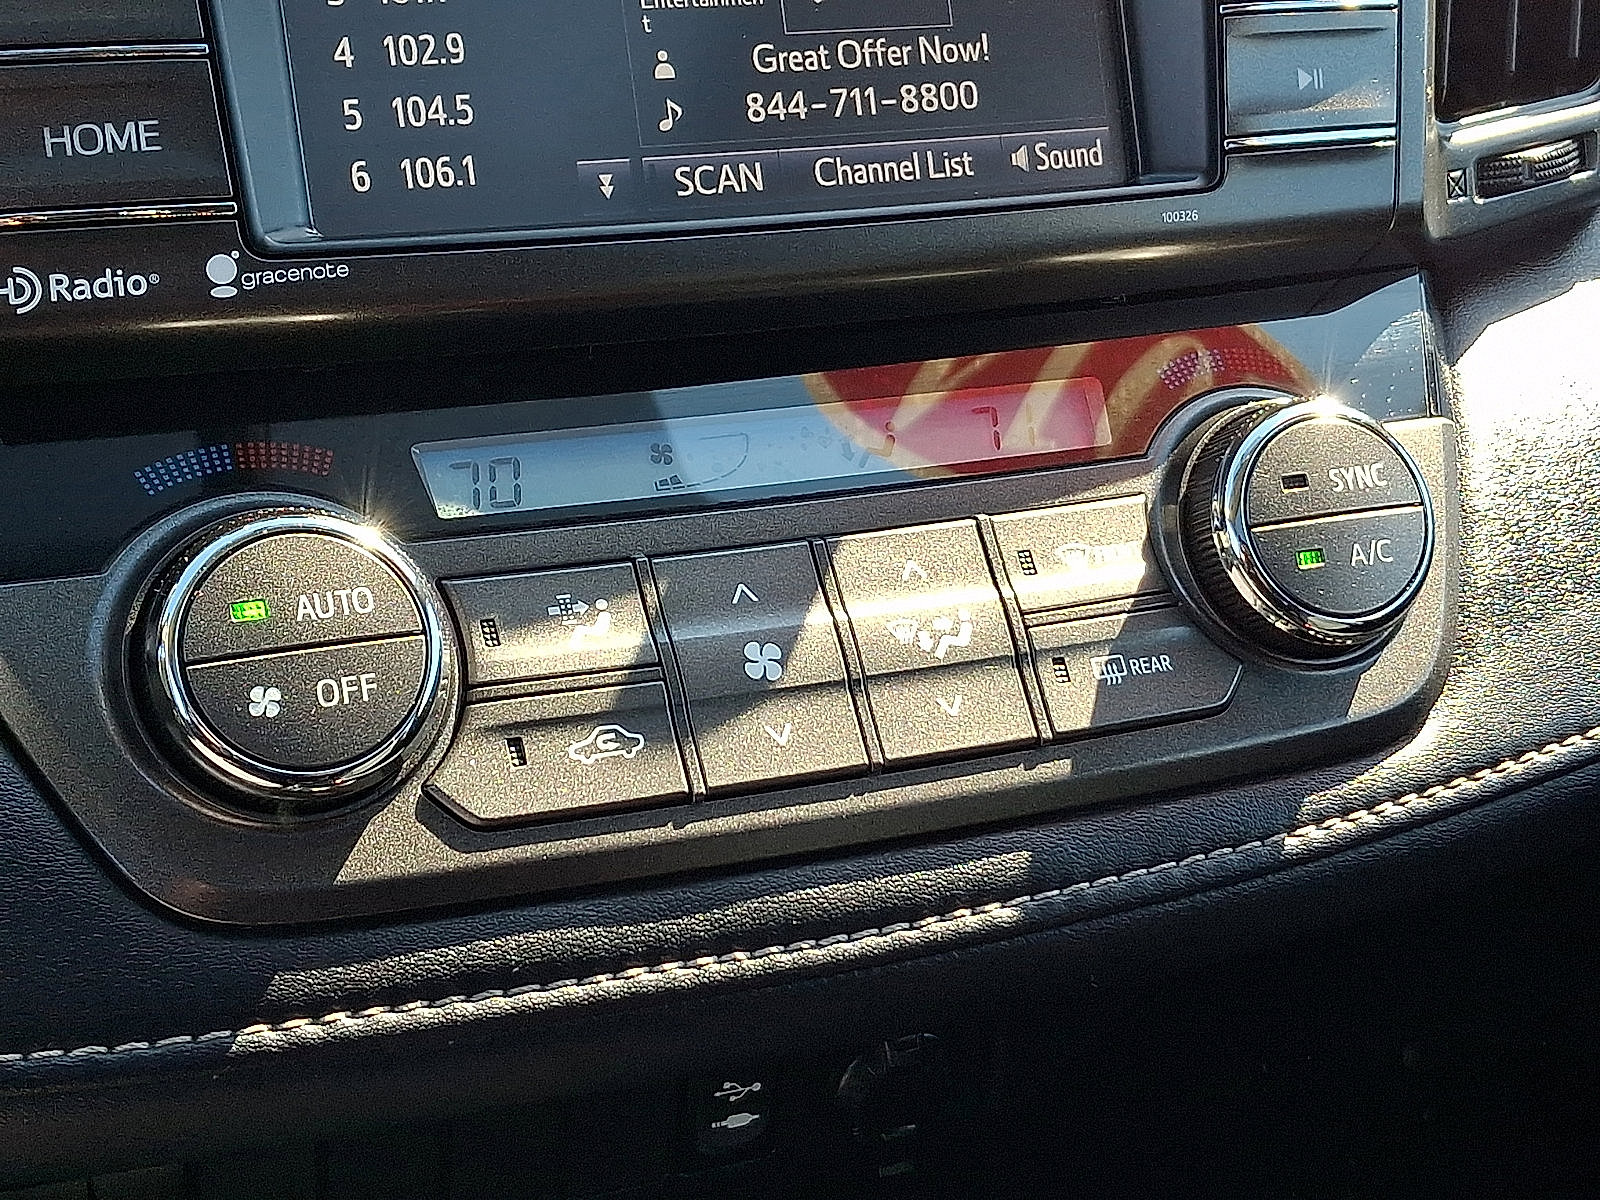 4 102.9
5 104.5
6 106.1
t
Great Offer Now!
844-711-8800
SCAN
Channel List
Sound
HOME
100326
HD Radio®
gracenote
70
AUTO
OFF
SYNC
A/C
REAR